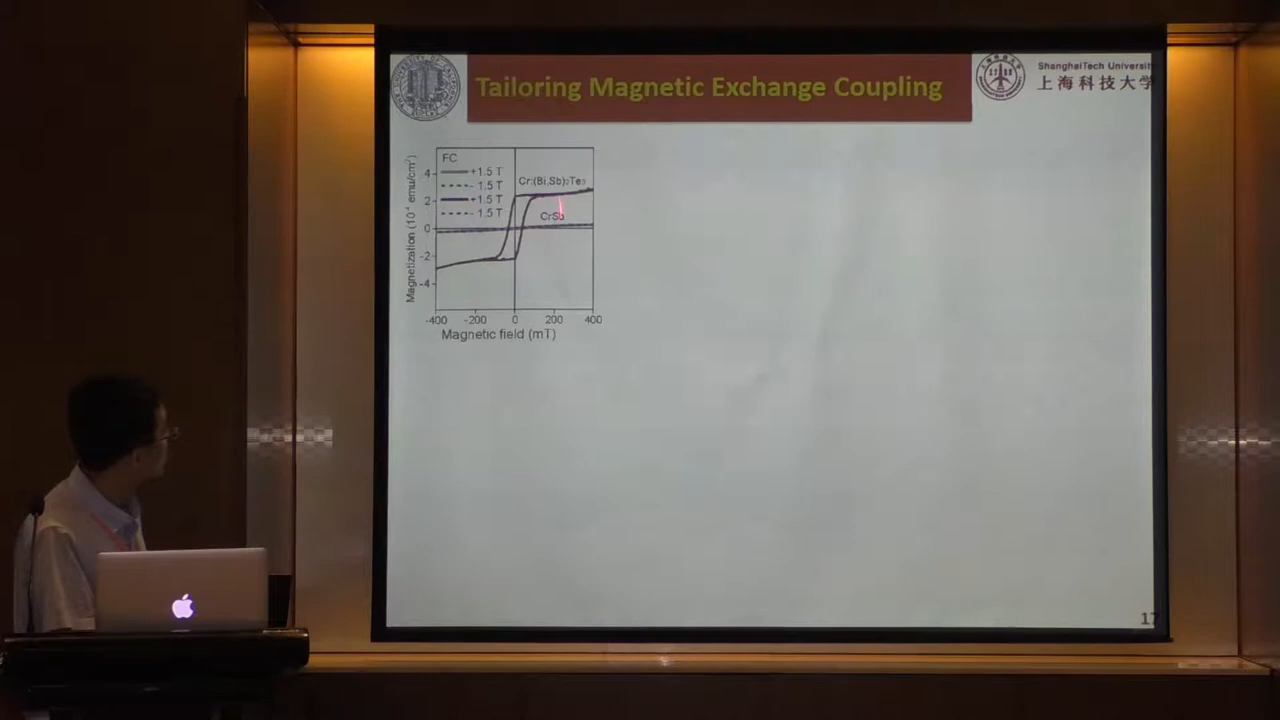 Tailoring Magnetic Exchange Coupling
ShanghaiTech University
上海科技大学
FC
+1.5 T
- 1.5 T
+1.5 T
- 1.5 T
Cr:(Bi,Sb)₂Te₃
CrSb
4
2
0
-2
-4
Magnetization (10⁻⁴ emu/cm²)
-400 -200 0 200 400
Magnetic field (mT)
17